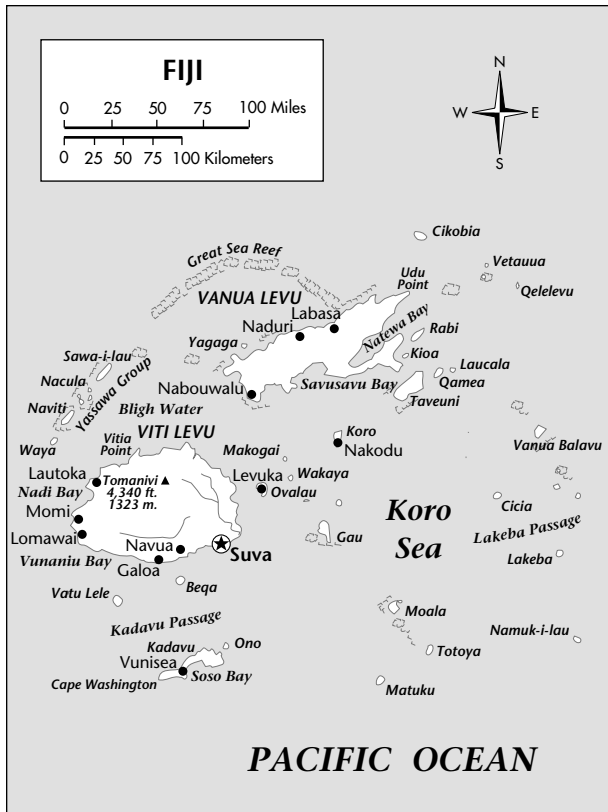 FIJI
0 25 50 75 100 Miles
0 25 50 75 100 Kilometers
N
W E
S
Cikobia
Great Sea Reef
Vetauua
Udu
Point
Qelelevu
VANUA LEVU
Labasa
Natewa Bay
Naduri
Rabi
Yagaga
Kioa
Sawa-i-lau
Laucala
Qamea
Nacula
Yassawa Group
Nabouwalu
Savusavu Bay
Taveuni
Naviti
Bligh Water
VITI LEVU
Koro
Vanua Balavu
Waya
Vitia
Point
Makogai
Nakodu
Lautoka
Tomanivi
4,340 ft.
1323 m.
Levuka
Wakaya
Nadi Bay
Ovalau
Koro
Sea
Cicia
Momi
Lakeba Passage
Lomawai
Navua
Suva
Gau
Lakeba
Vunaniu Bay
Galoa
Beqa
Vatu Lele
Moala
Kadavu Passage
Namuk-i-lau
Kadavu
Ono
Totoya
Vunisea
Cape Washington
Soso Bay
Matuku
PACIFIC OCEAN